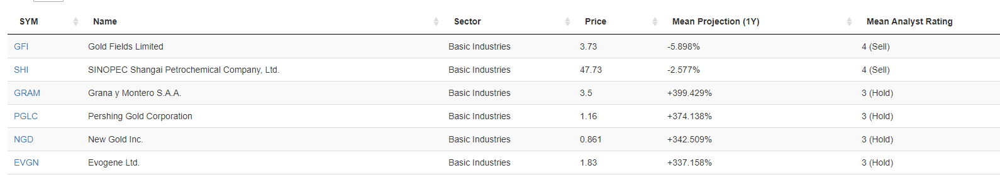 SYM Name Sector Price Mean Projection (1Y) Mean Analyst Rating
GFI Gold Fields Limited Basic Industries 3.73 -5.898% 4 (Sell)
SHI SINOPEC Shangai Petrochemical Company, Ltd. Basic Industries 47.73 -2.577% 4 (Sell)
GRAM Grana y Montero S.A.A. Basic Industries 3.5 +399.429% 3 (Hold)
PGLC Pershing Gold Corporation Basic Industries 1.16 +374.138% 3 (Hold)
NGD New Gold Inc. Basic Industries 0.861 +342.509% 3 (Hold)
EVGN Evogene Ltd. Basic Industries 1.83 +337.158% 3 (Hold)